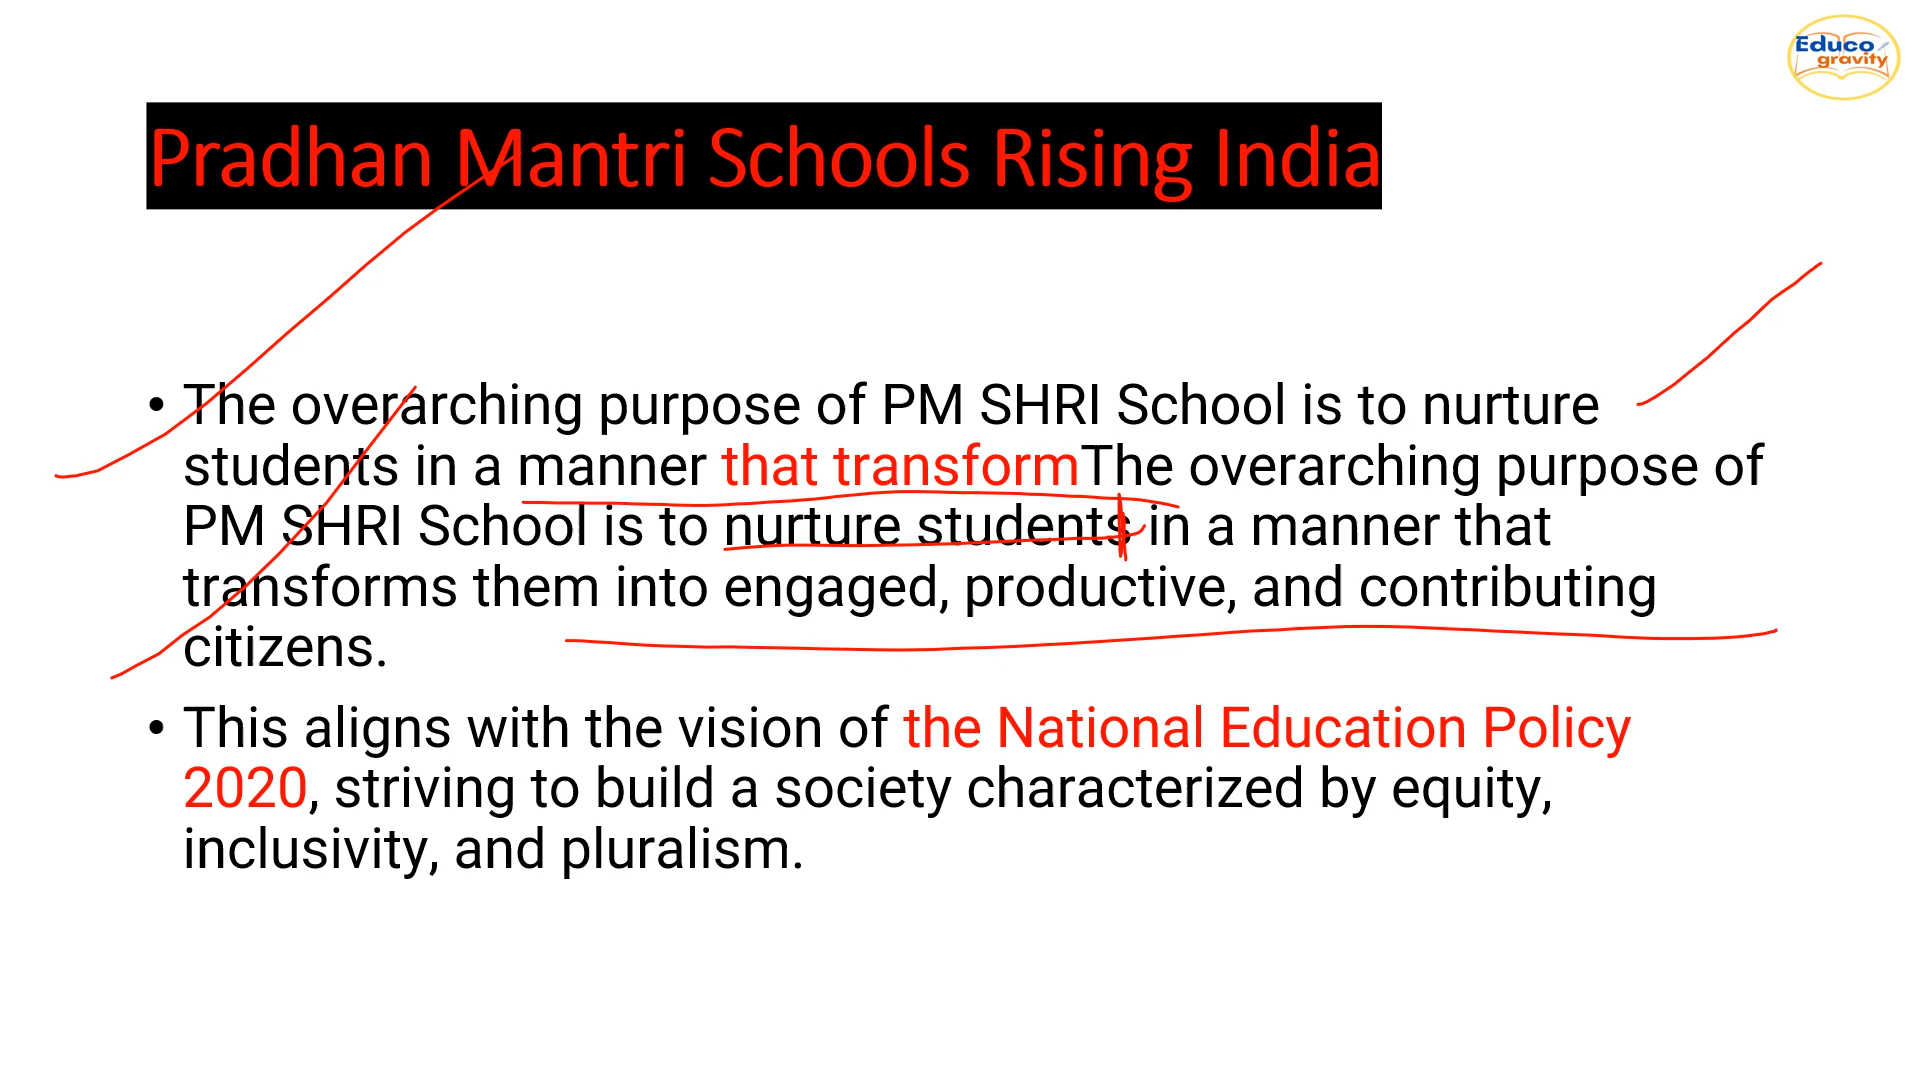 Educo
gravity
Pradhan Mantri Schools Rising India
• The overarching purpose of PM SHRI School is to nurture
students in a manner that transformThe overarching purpose of
PM SHRI School is to nurture students in a manner that
transforms them into engaged, productive, and contributing
citizens.
• This aligns with the vision of the National Education Policy
2020, striving to build a society characterized by equity,
inclusivity, and pluralism.